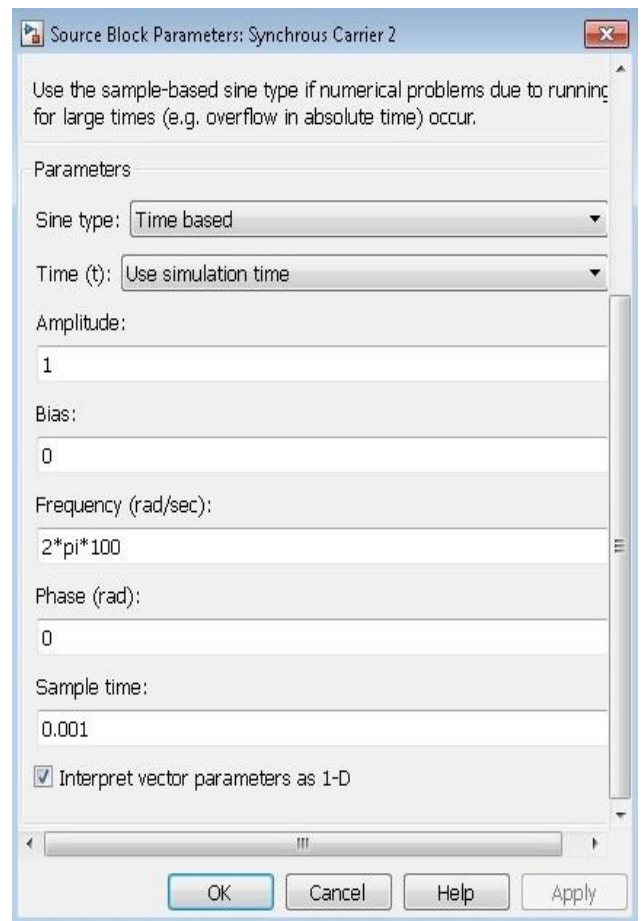 Source Block Parameters: Synchrous Carrier 2
Use the sample-based sine type if numerical problems due to running
for large times (e.g. overflow in absolute time) occur.
Parameters
Sine type: Time based
Time (t): Use simulation time
Amplitude:
1
Bias:
0
Frequency (rad/sec):
2*pi*100
Phase (rad):
0
Sample time:
0.001
Interpret vector parameters as 1-D
OK Cancel Help Apply